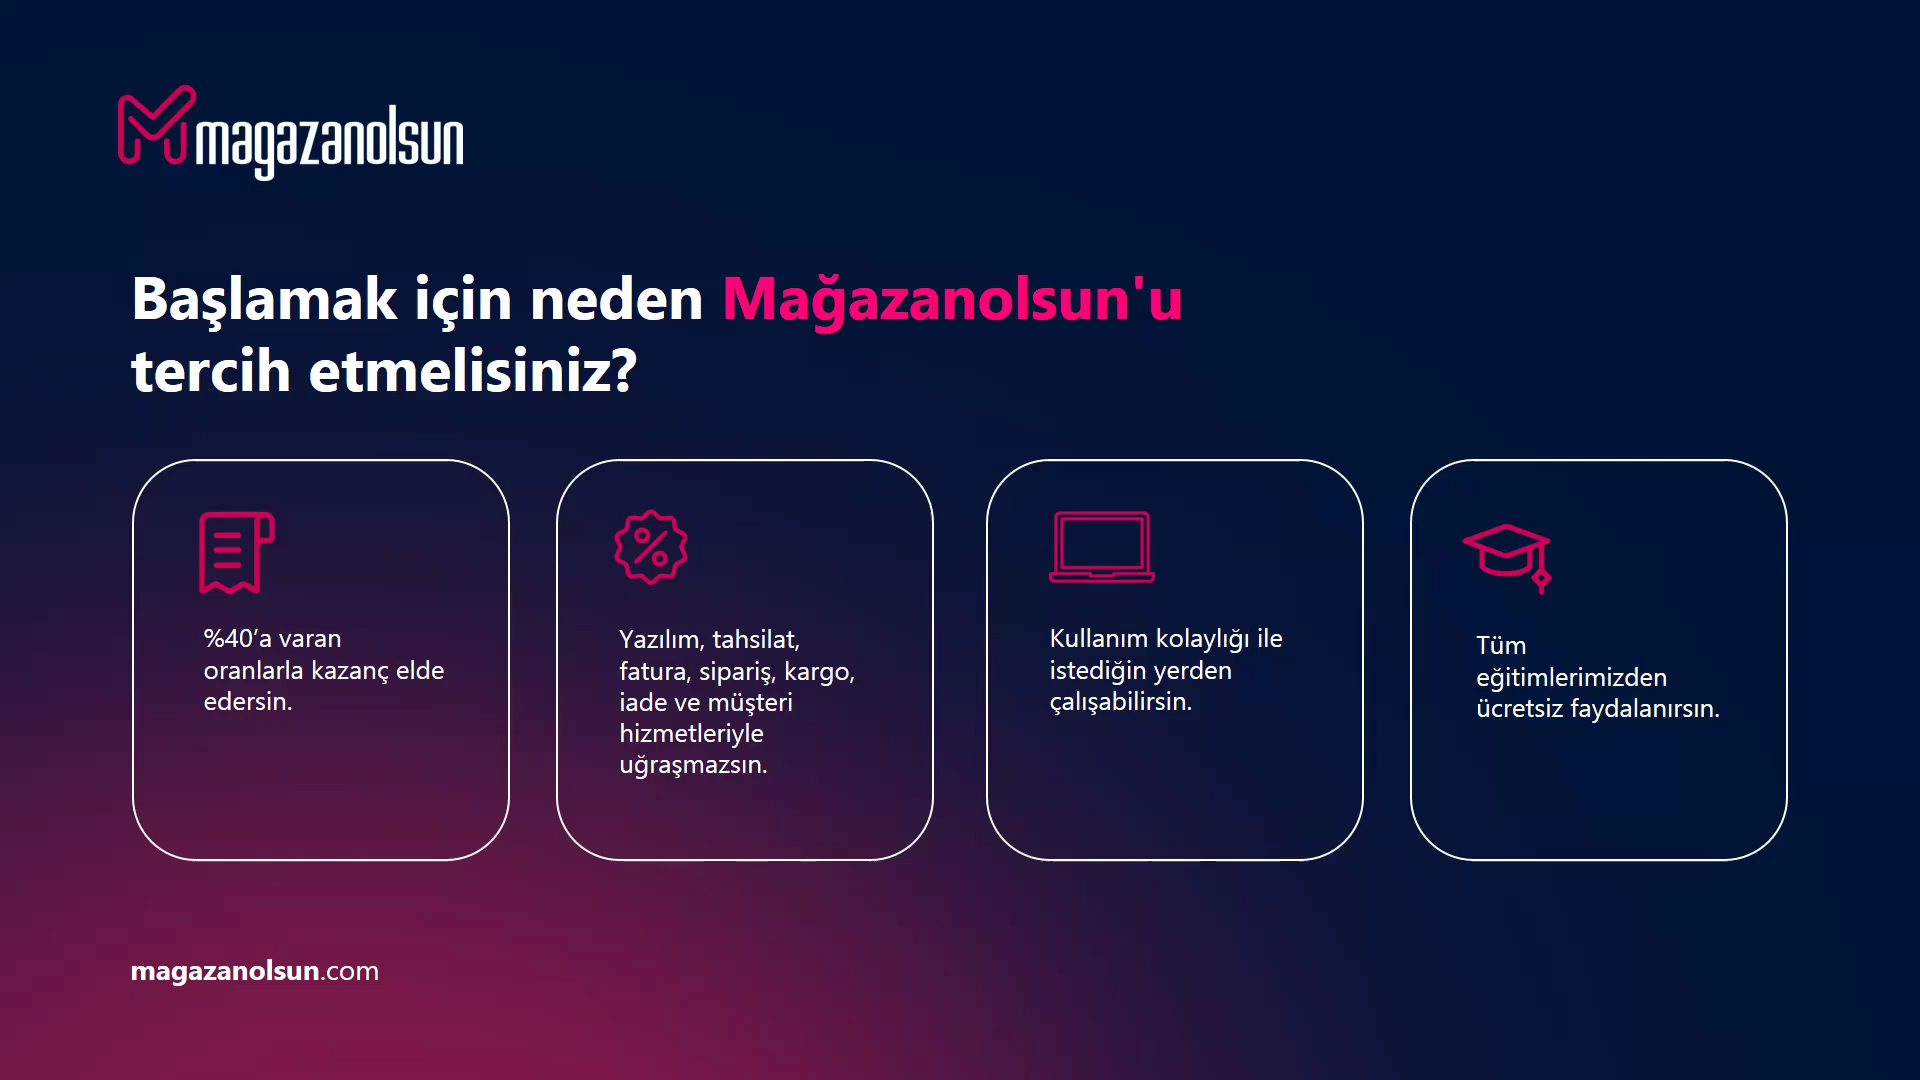 magazanolsun
Başlamak için neden Mağazanolsun'u
tercih etmelisiniz?
%40’a varan
oranlarla kazanç elde
edersin.
Yazılım, tahsilat,
fatura, sipariş, kargo,
iade ve müşteri
hizmetleriyle
uğraşmazsın.
Kullanım kolaylığı ile
istediğin yerden
çalışabilirsin.
Tüm
eğitimlerimizden
ücretsiz faydalanırsın.
magazanolsun.com